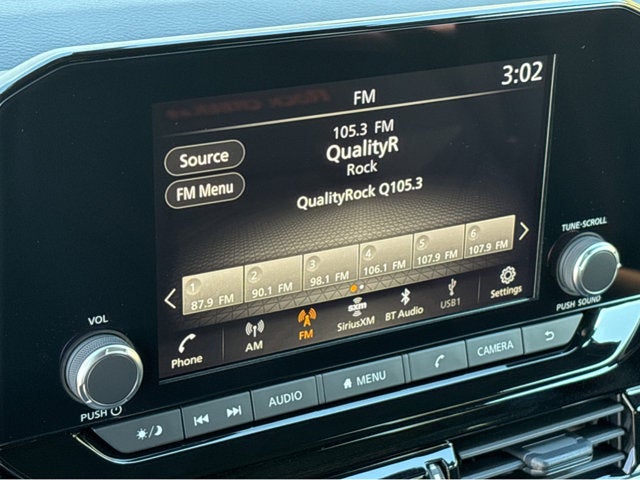 3:02
FM
105.3 FM
QualityR
Rock
QualityRock Q105.3
Source
FM Menu
1 2 3 4 5 6
87.9 FM 90.1 FM 98.1 FM 106.1 FM 107.9 FM 107.9 FM
Phone AM FM sxm SiriusXM BT Audio USB1 Settings
VOL
PUSH
TUNE·SCROLL
PUSH SOUND
AUDIO MENU CAMERA